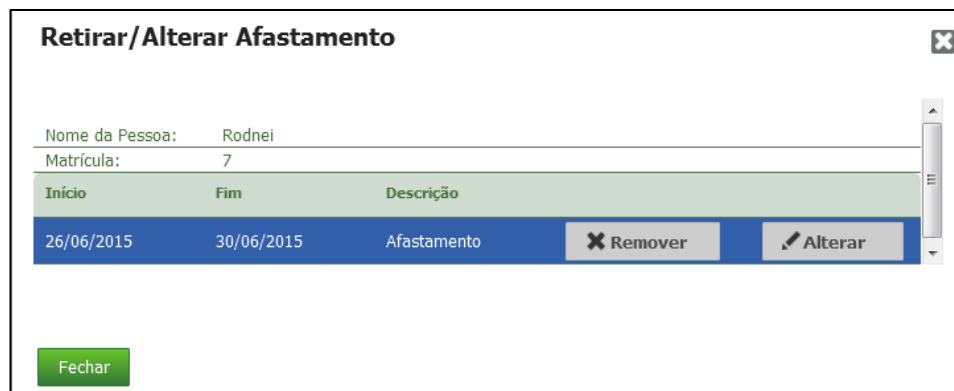 Retirar/Alterar Afastamento
Nome da Pessoa: Rodnei
Matrícula: 7
Início Fim Descrição
26/06/2015 30/06/2015 Afastamento Remover Alterar
Fechar